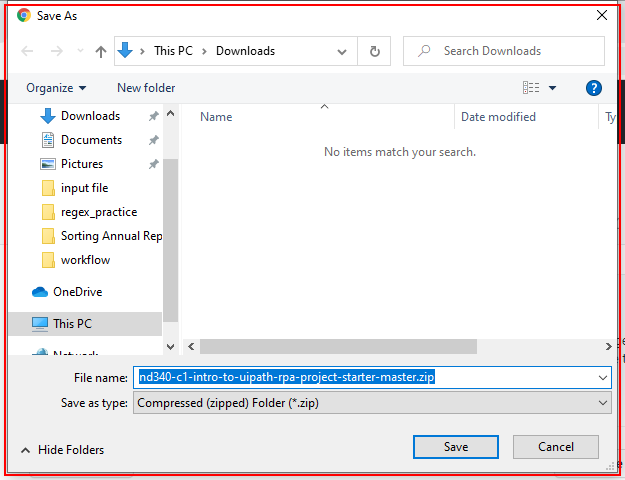 Save As
This PC > Downloads
Search Downloads
Organize
New folder
Name
Date modified
Ty
Downloads
Documents
Pictures
input file
regex_practice
Sorting Annual Rep
workflow
OneDrive
This PC
Network
No items match your search.
File name: nd340-c1-intro-to-uipath-rpa-project-starter-master.zip
Save as type: Compressed (zipped) Folder (*.zip)
Hide Folders
Save
Cancel